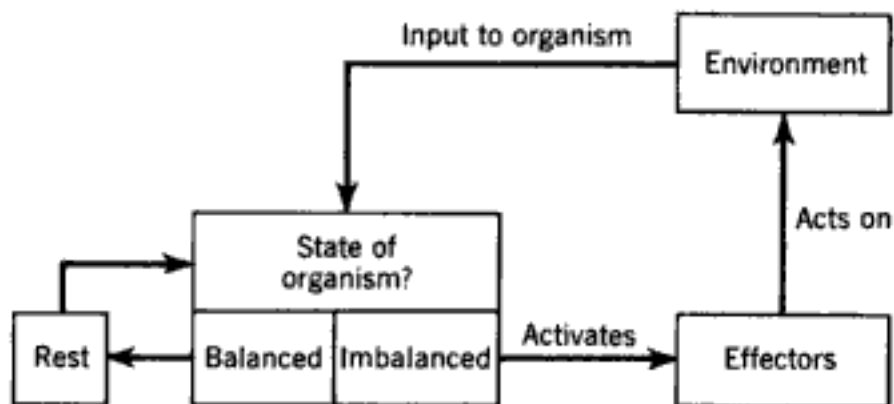 Input to organism
Environment
Acts on
State of
organism?
Activates
Rest
Balanced
Imbalanced
Effectors